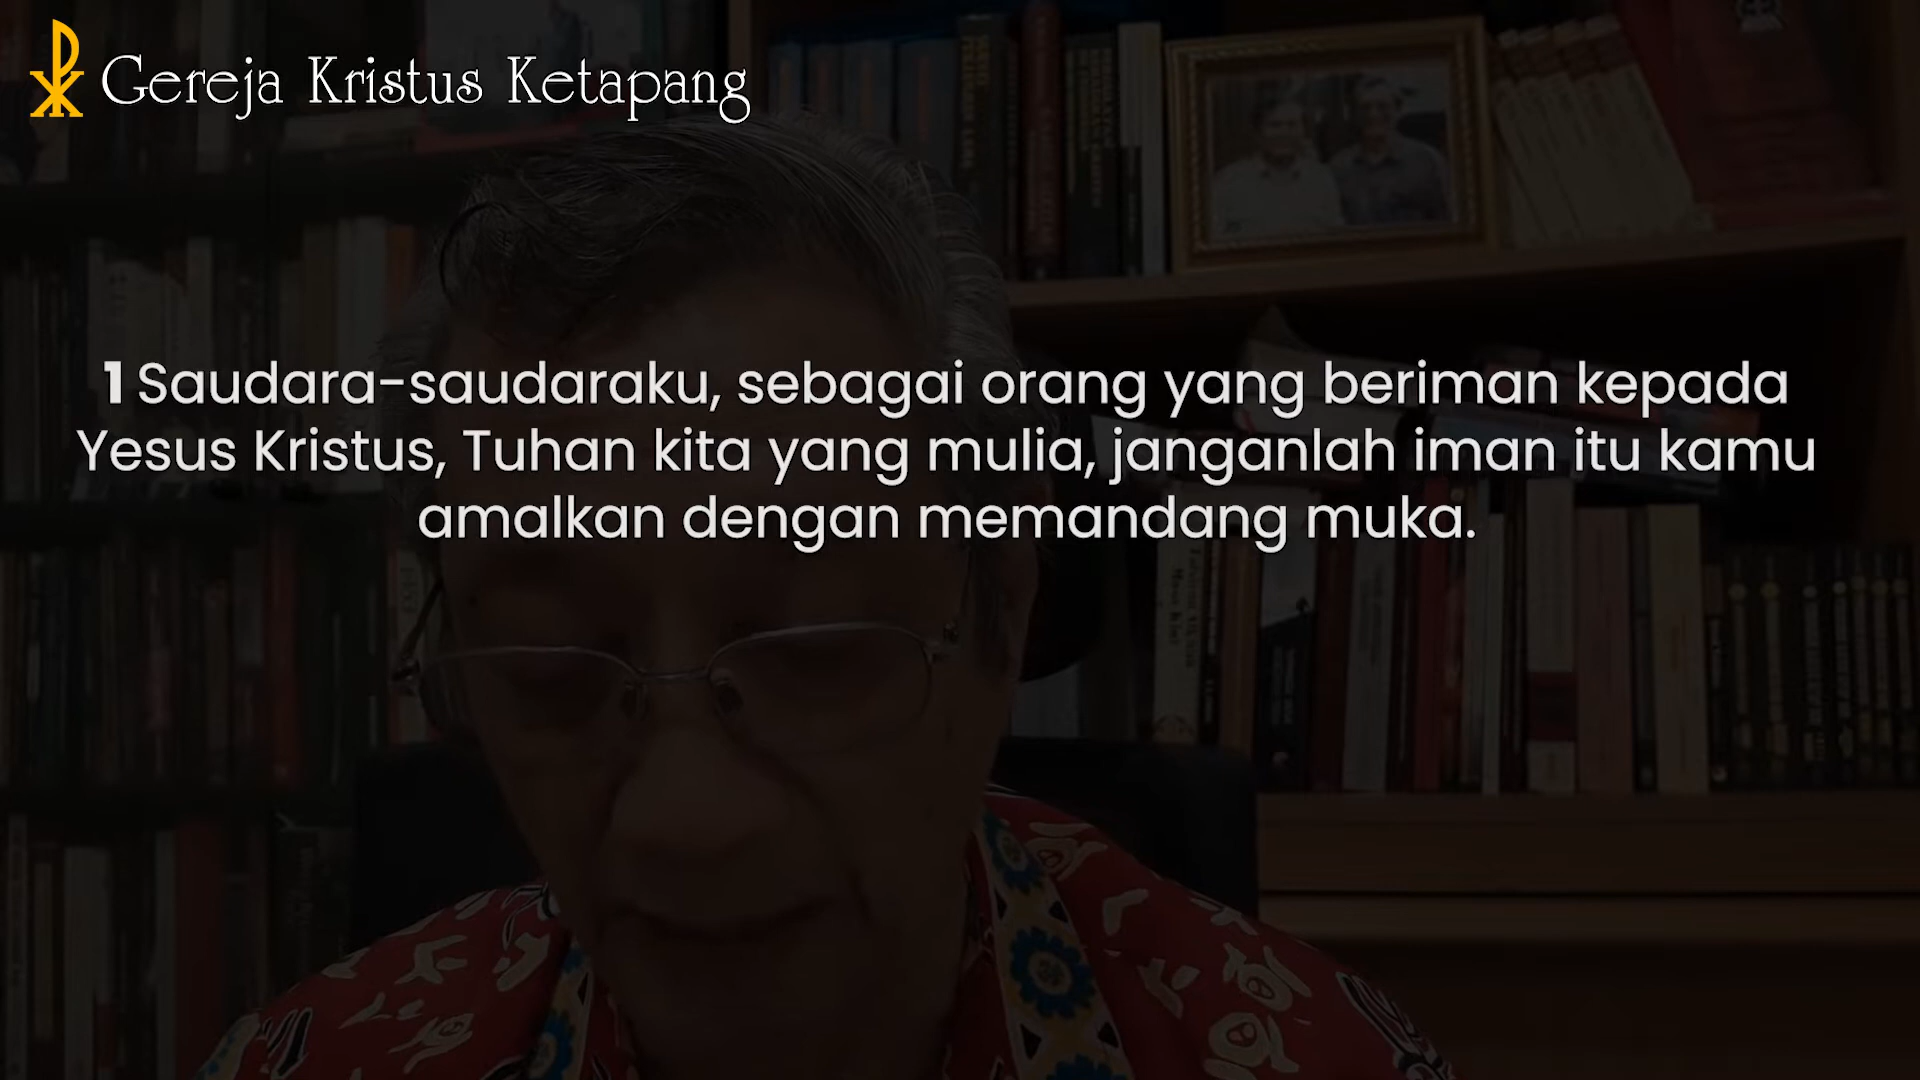 Gereja Kristus Ketapang
1 Saudara-saudaraku, sebagai orang yang beriman kepada
Yesus Kristus, Tuhan kita yang mulia, janganlah iman itu kamu
amalkan dengan memandang muka.